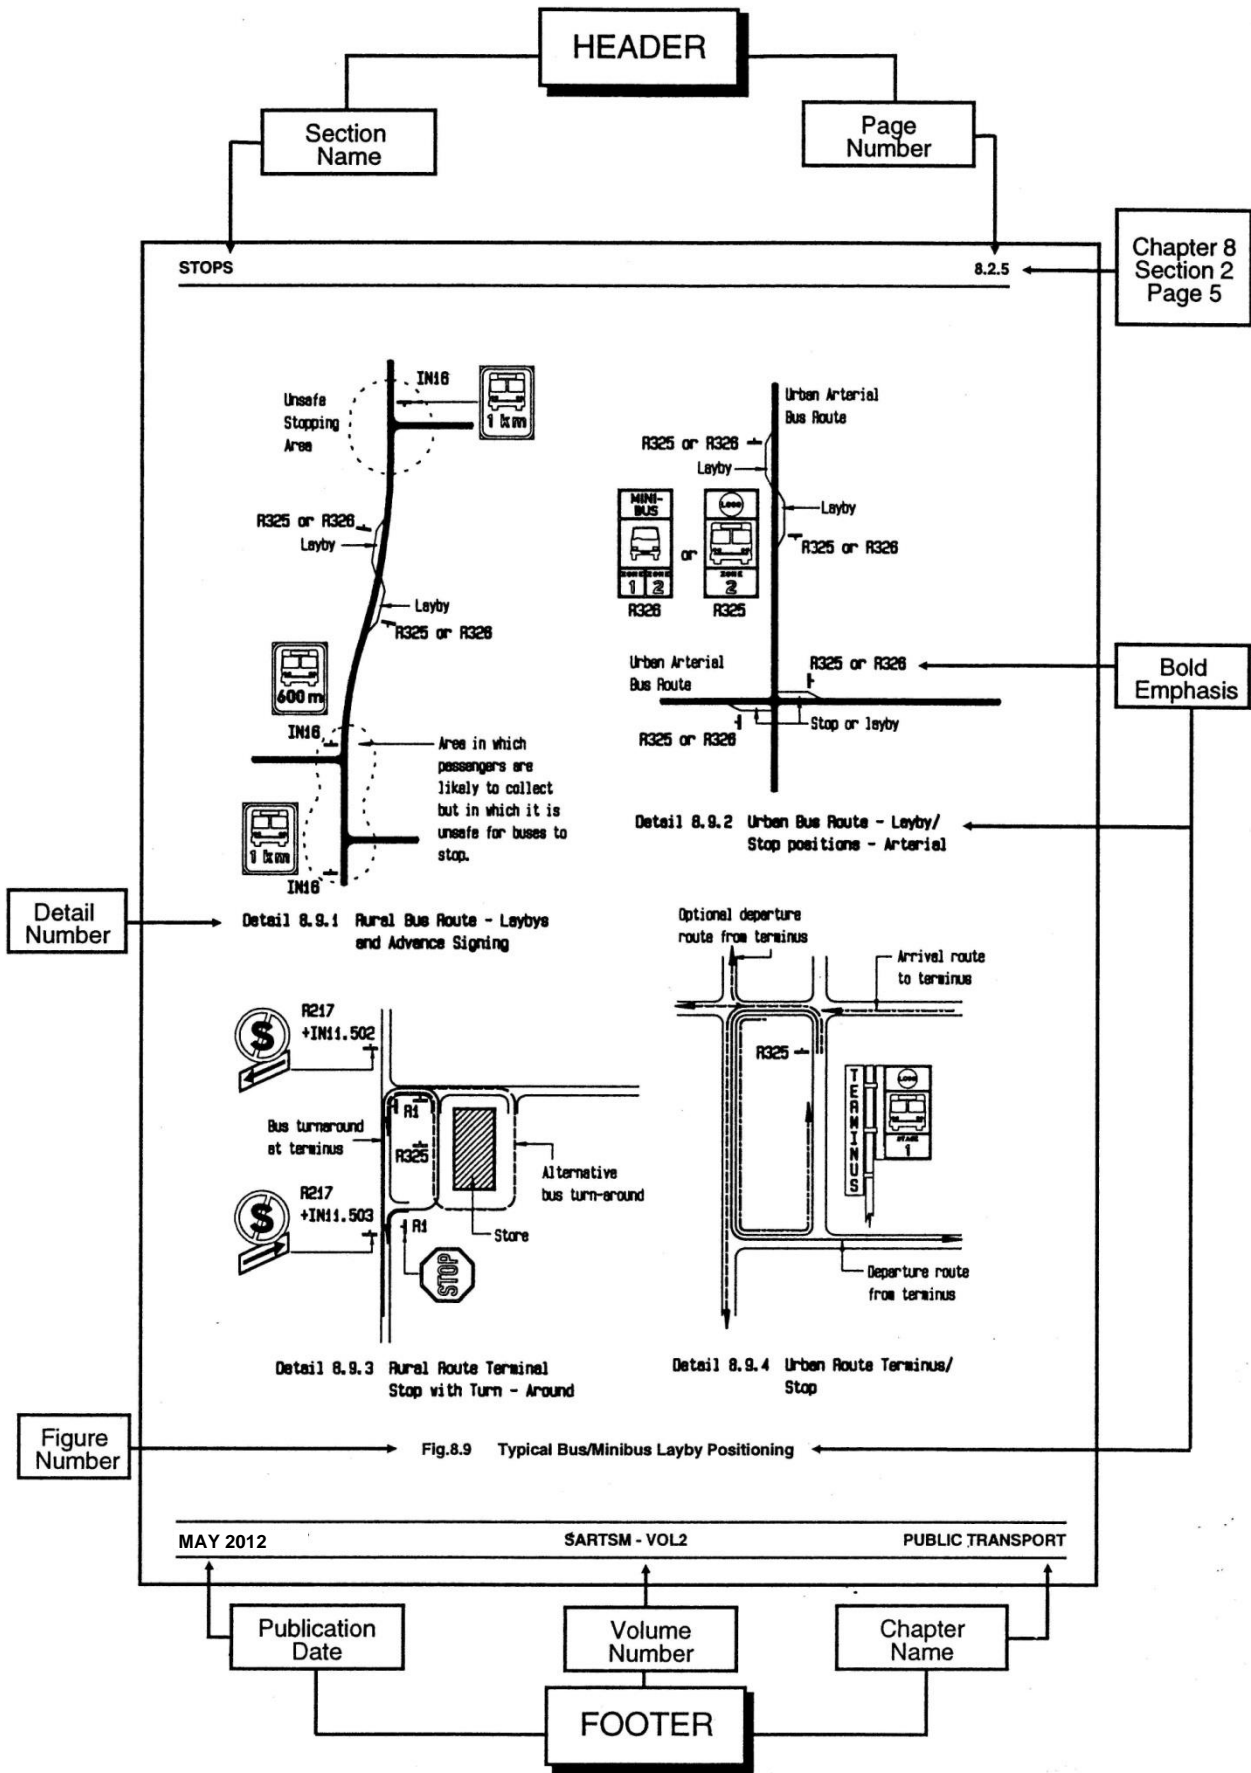 HEADER
Section
Name
Page
Number
Chapter 8
Section 2
Page 5
STOPS
8.2.5
IN16
1 km
Unsafe
Stopping
Area
R325 or R326
Layby
Layby
R325 or R326
600 m
IN16
Area in which
passengers are
likely to collect
but in which it is
unsafe for buses to
stop.
1 km
IN16
Detail 8.9.1 Rural Bus Route - Laybys
and Advance Signing
Urban Arterial
Bus Route
R325 or R326
Layby
Layby
R325 or R326
MINI-
BUS
ZONE ZONE
1 2
R326
or
LOGO
ZONE
2
R325
Urban Arterial
Bus Route
R325 or R326
Stop or layby
R325 or R326
Detail 8.9.2 Urban Bus Route - Layby/
Stop positions - Arterial
Bold
Emphasis
Detail
Number
R217
+IN11.502
S
R1
Bus turnaround
at terminus
R325
Alternative
bus turn-around
R217
+IN11.503
S
R1
Store
STOP
Detail 8.9.3 Rural Route Terminal
Stop with Turn - Around
Optional departure
route from terminus
Arrival route
to terminus
R325
TERMINUS
LOGO
STAGE
1
Departure route
from terminus
Detail 8.9.4 Urban Route Terminus/
Stop
Figure
Number
Fig.8.9 Typical Bus/Minibus Layby Positioning
MAY 2012
SARTSM - VOL2
PUBLIC TRANSPORT
Publication
Date
Volume
Number
Chapter
Name
FOOTER